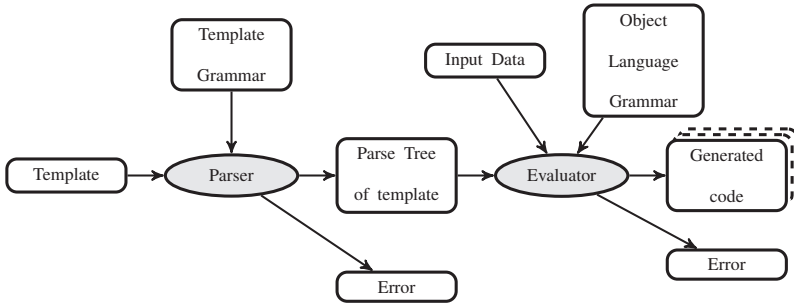 Template
Grammar
Input Data
Object
Language
Grammar
Template
Parser
Parse Tree
of template
Evaluator
Generated
code
Error
Error